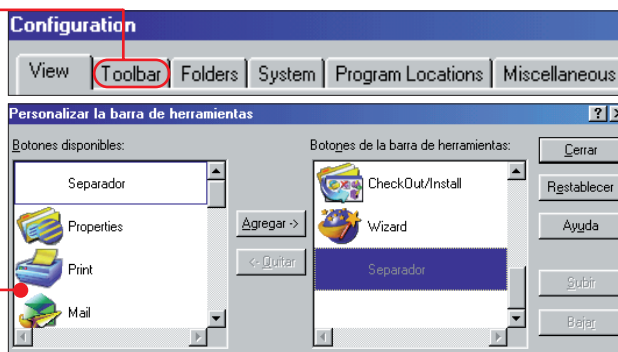 Configuration
View Toolbar Folders System Program Locations Miscellaneous
Personalizar la barra de herramientas
Botones disponibles:
Separador
Properties
Print
Mail
Agregar ->
<- Quitar
Botones de la barra de herramientas:
CheckOut/Install
Wizard
Separador
Cerrar
Restablecer
Ayuda
Subir
Bajar